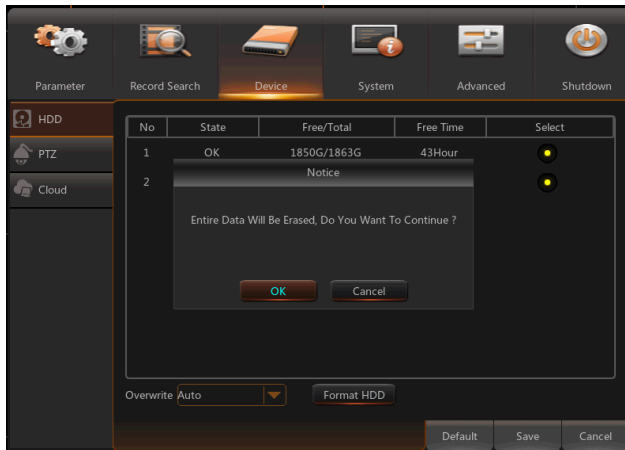 Parameter Record Search Device System Advanced Shutdown
HDD
PTZ
Cloud
No State Free/Total Free Time Select
1 OK 1850G/1863G 43Hour
2
Notice
Entire Data Will Be Erased, Do You Want To Continue ?
OK Cancel
Overwrite Auto Format HDD
Default Save Cancel